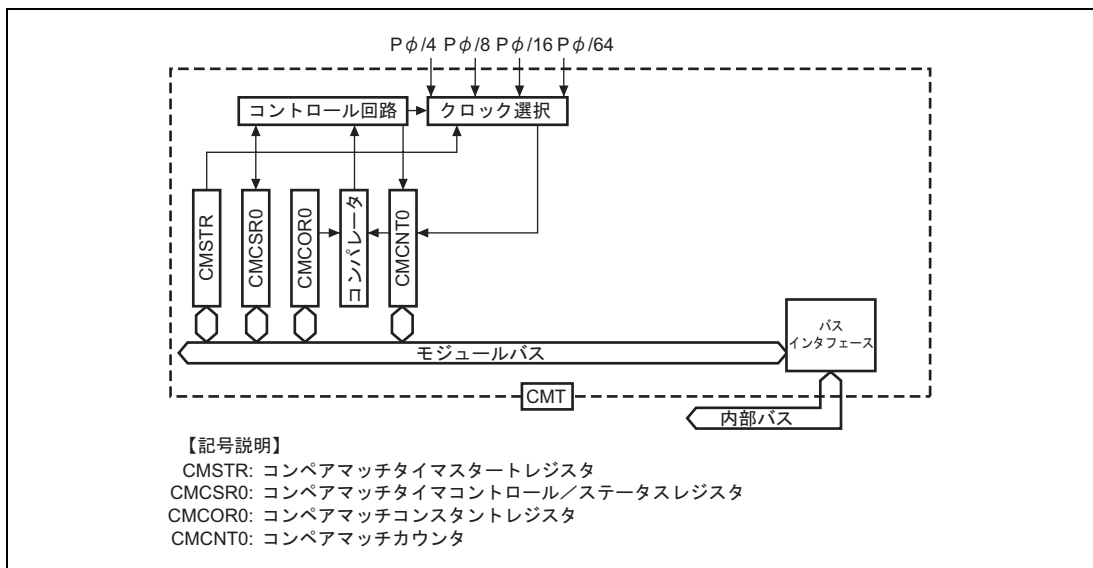 Pφ/4 Pφ/8 Pφ/16 Pφ/64
コントロール回路
クロック選択
CMSTR
CMCSR0
CMCOR0
コンパレータ
CMCNT0
モジュールバス
バス
インタフェース
CMT
内部バス
【記号説明】
CMSTR: コンペアマッチタイマスタートレジスタ
CMCSR0: コンペアマッチタイマコントロール／ステータスレジスタ
CMCOR0: コンペアマッチコンスタントレジスタ
CMCNT0: コンペアマッチカウンタ